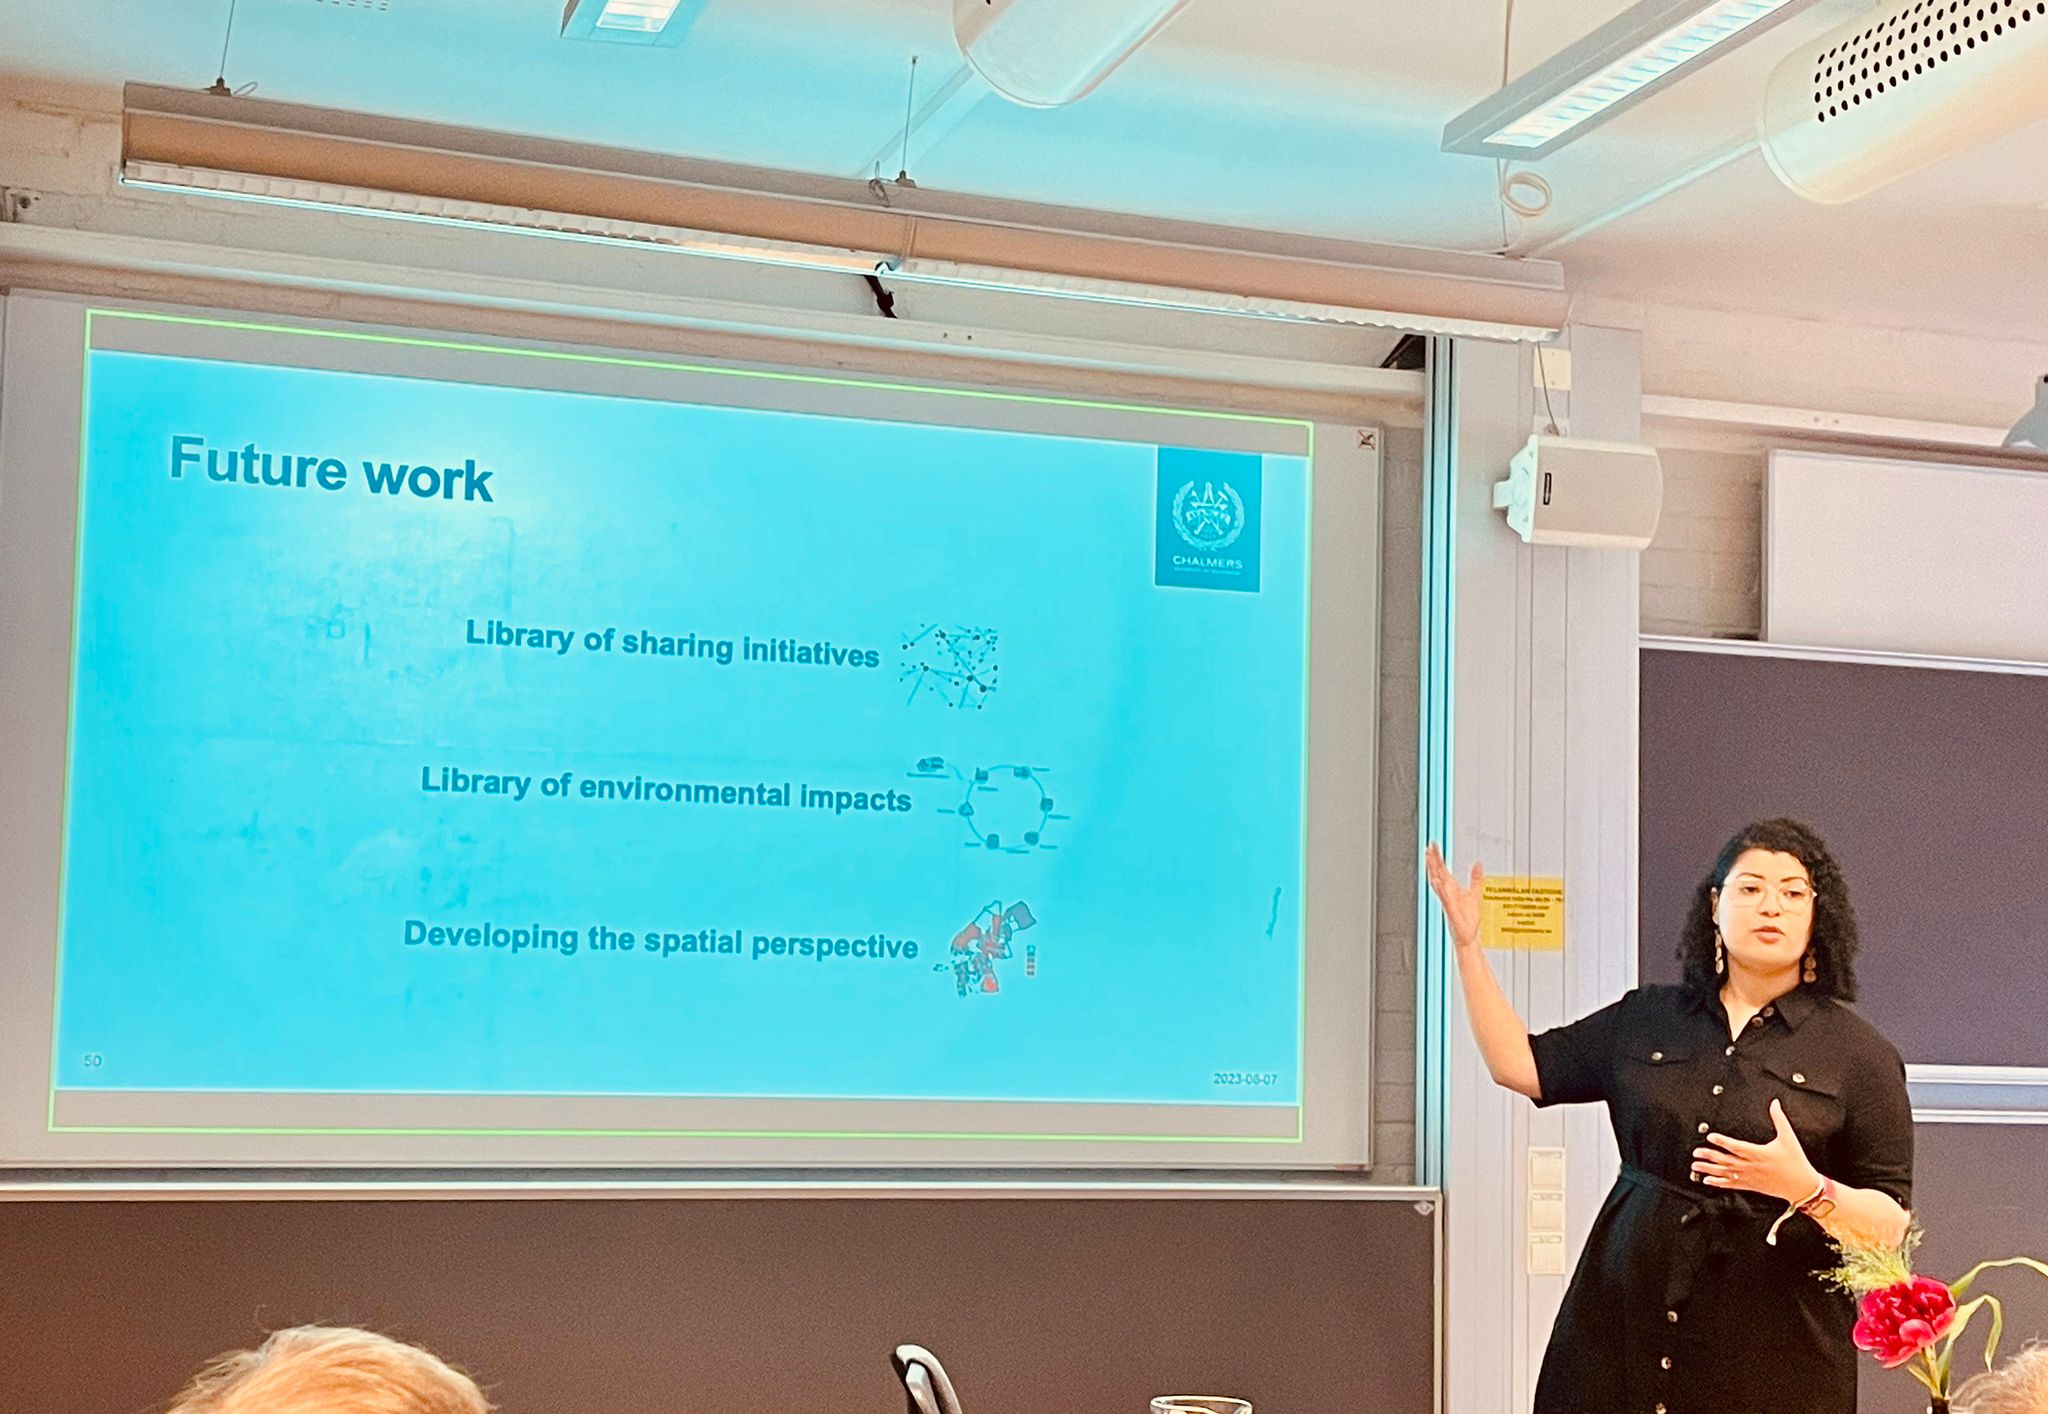 Future work
CHALMERS
Library of sharing initiatives
Library of environmental impacts
Developing the spatial perspective
50
2023-06-07